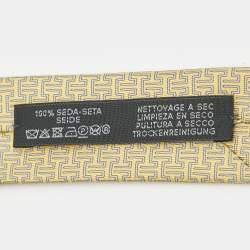 100% SEDA-SETA
SEIDE
NETTOYAGE A SEC
LIMPIEZA EN SECO
PULITURA A SECCO
TROCKENREINIGUNG